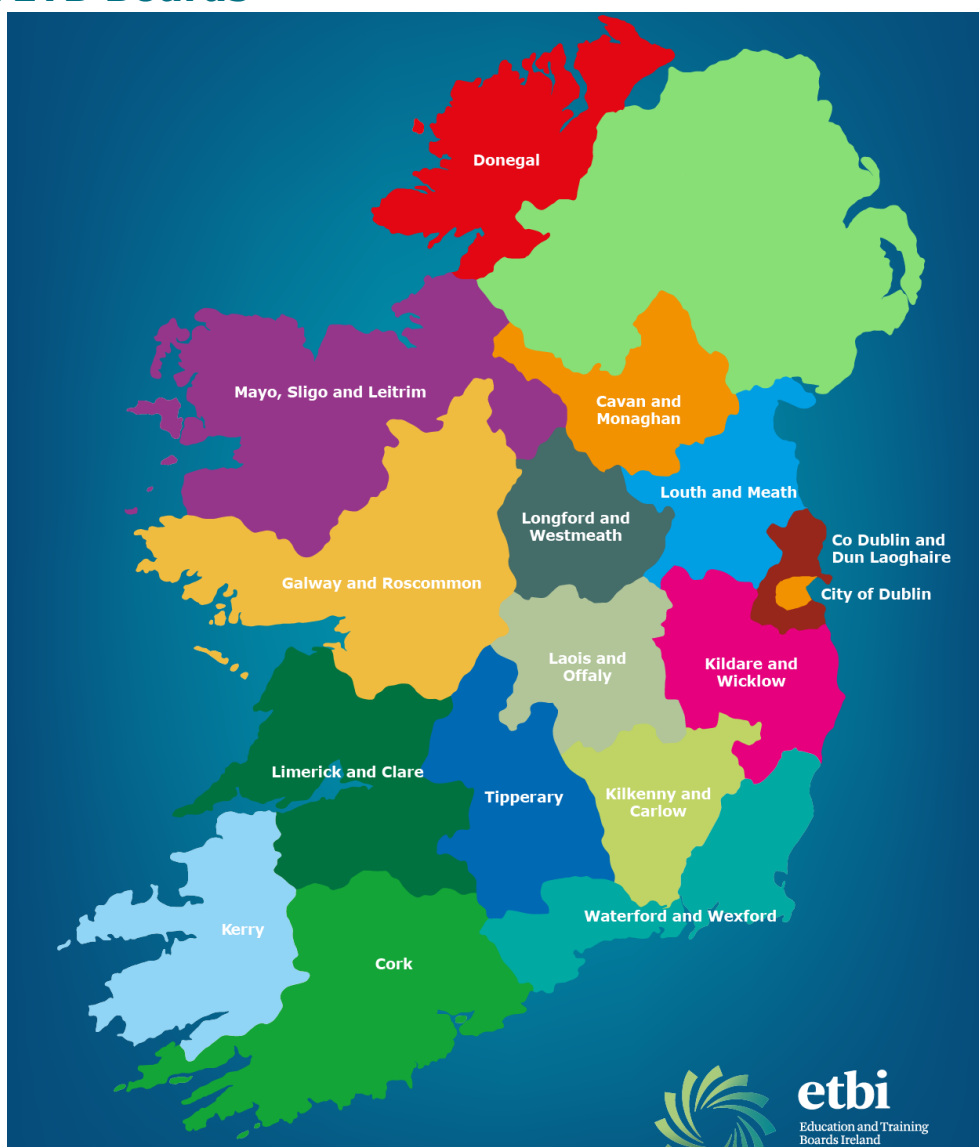 ETB Boards
Donegal
Mayo, Sligo and Leitrim
Cavan and
Monaghan
Louth and Meath
Longford and
Westmeath
Co Dublin and
Dun Laoghaire
Galway and Roscommon
City of Dublin
Laois and
Offaly
Kildare and
Wicklow
Limerick and Clare
Tipperary
Kilkenny and
Carlow
Waterford and Wexford
Kerry
Cork
etbi
Education and Training
Boards Ireland